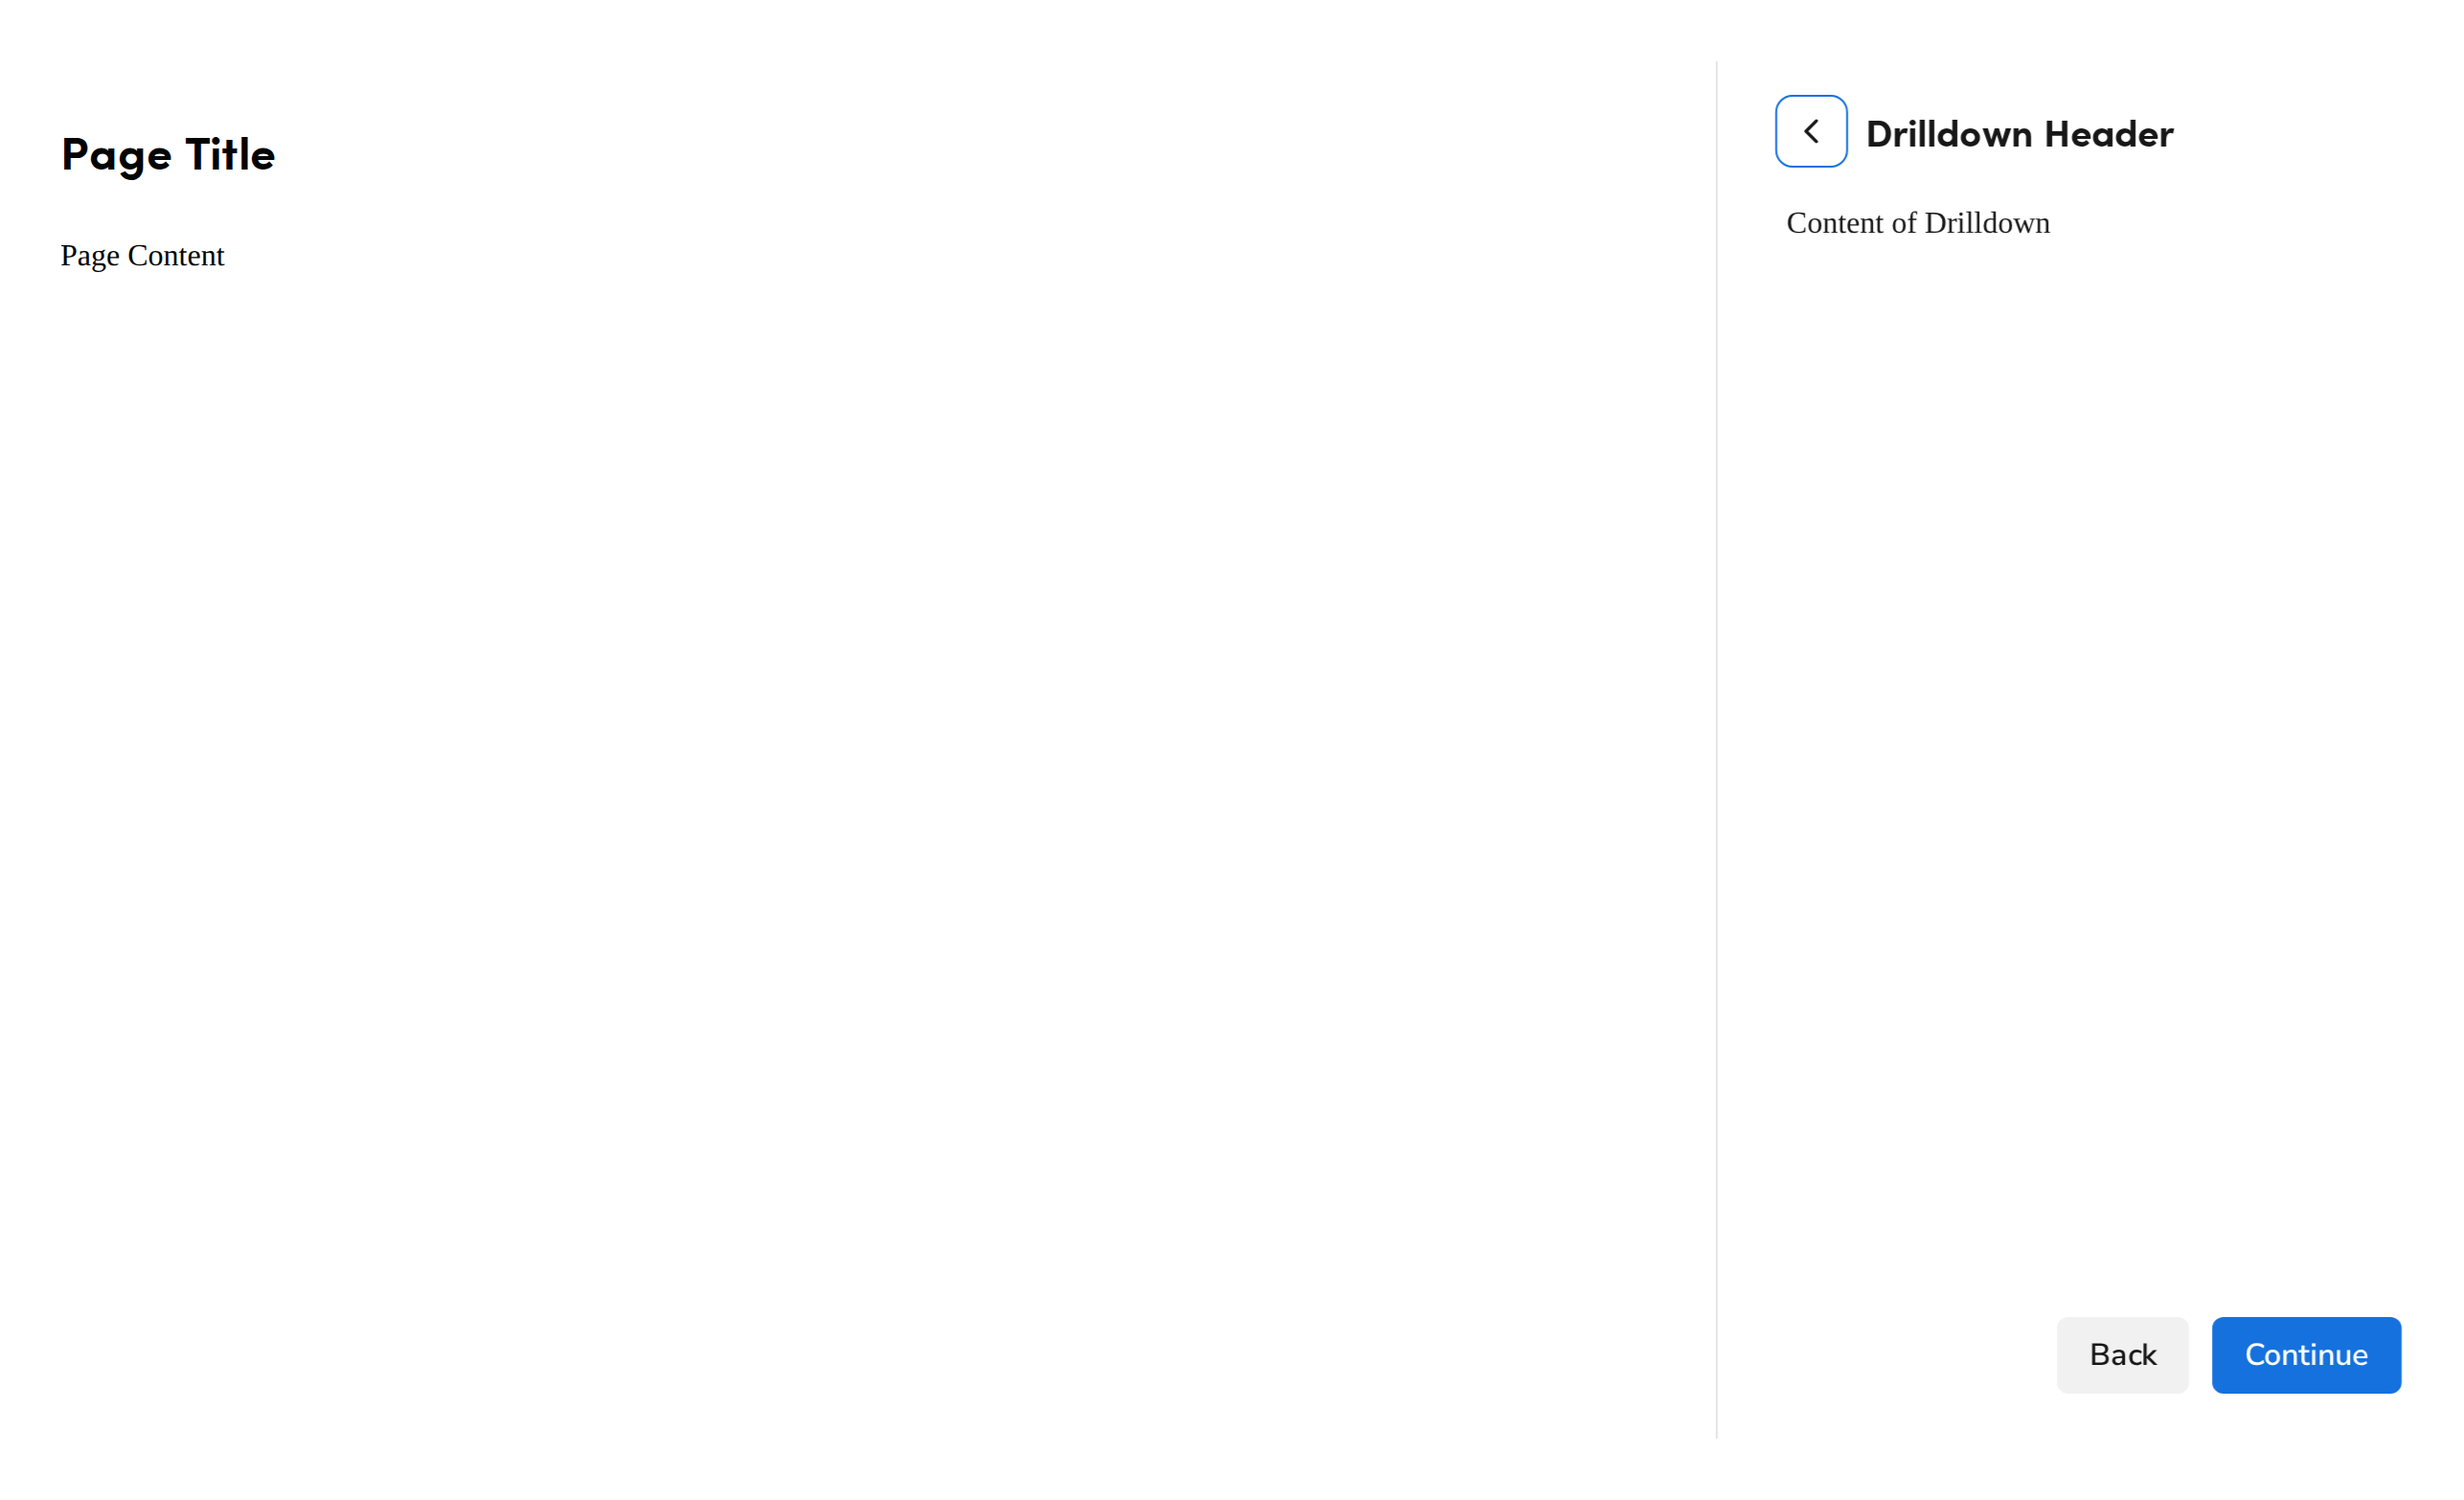 Page Title
Page Content
Drilldown Header
Content of Drilldown
Back
Continue